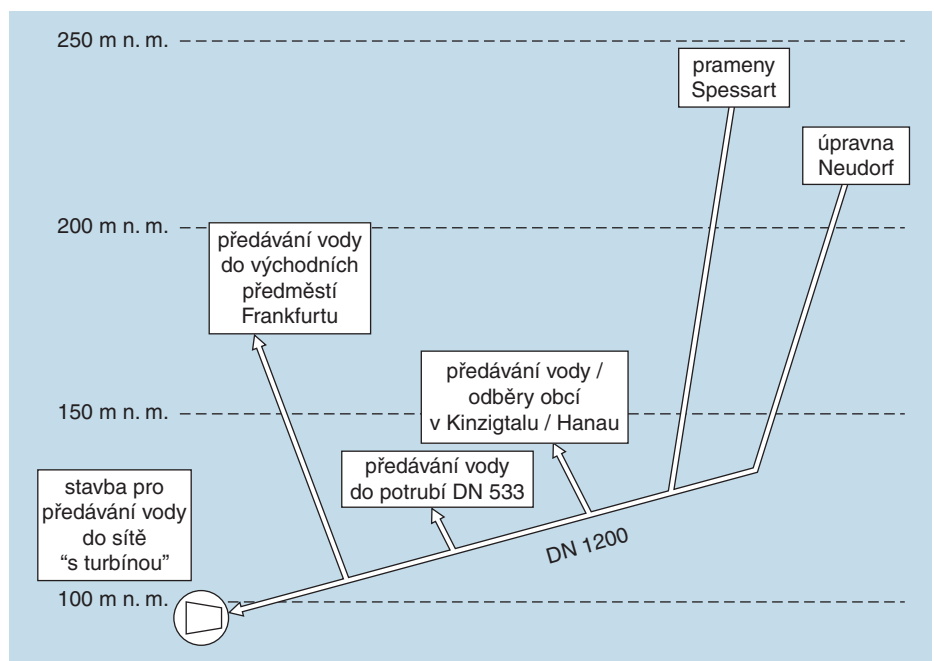 250 m n. m.
prameny
Spessart
úpravna
Neudorf
200 m n. m.
předávání vody
do východních
předměstí
Frankfurtu
předávání vody /
odběry obcí
v Kinzigtalu / Hanau
150 m n. m.
předávání vody
do potrubí DN 533
stavba pro
předávání vody
do sítě
“s turbínou”
DN 1200
100 m n. m.